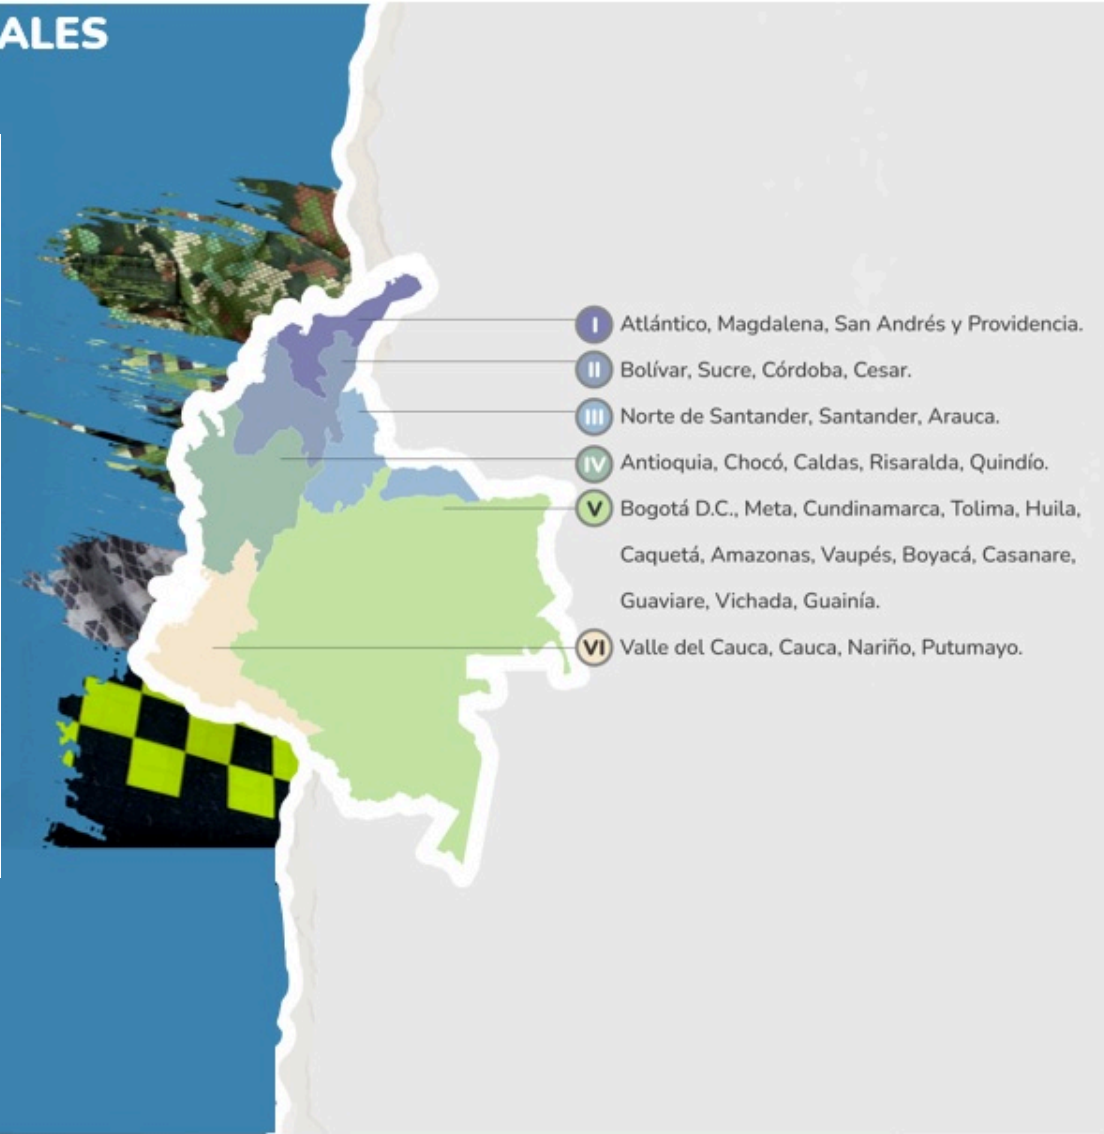 ALES
I Atlántico, Magdalena, San Andrés y Providencia.
II Bolívar, Sucre, Córdoba, Cesar.
III Norte de Santander, Santander, Arauca.
IV Antioquia, Chocó, Caldas, Risaralda, Quindío.
V Bogotá D.C., Meta, Cundinamarca, Tolima, Huila,
Caquetá, Amazonas, Vaupés, Boyacá, Casanare,
Guaviare, Vichada, Guainía.
VI Valle del Cauca, Cauca, Nariño, Putumayo.